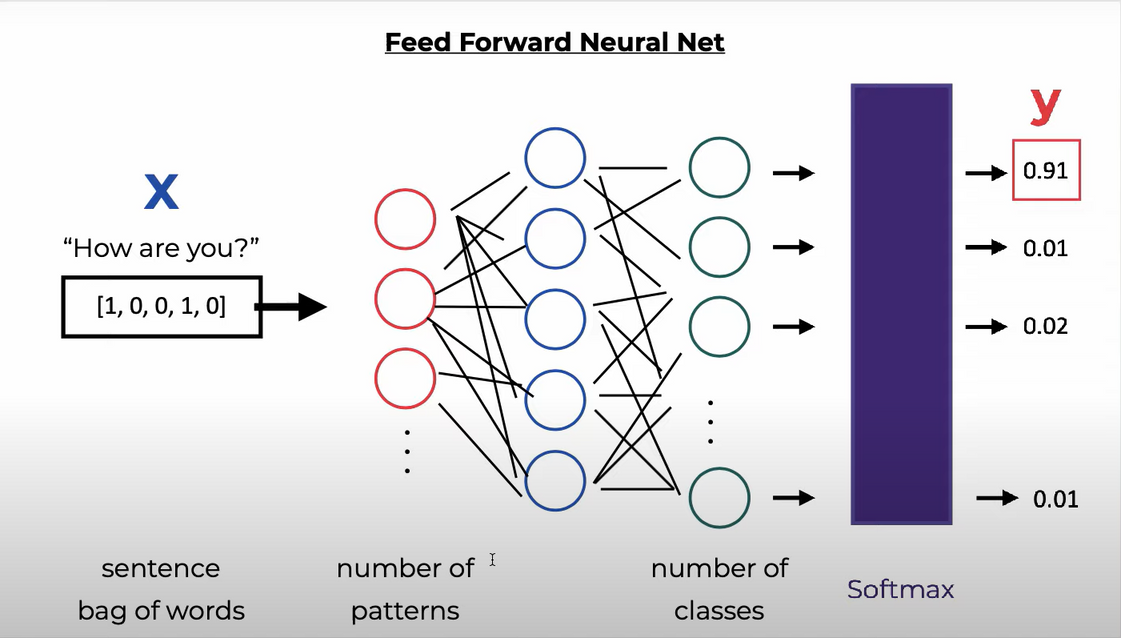 Feed Forward Neural Net
X
“How are you?”
[1, 0, 0, 1, 0]
y
0.91
0.01
0.02
0.01
sentence
bag of words
number of
patterns
number of
classes
Softmax